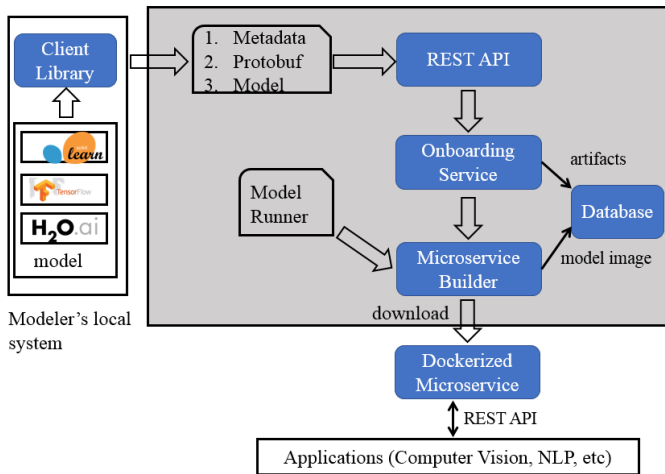 Client
Library
1. Metadata
2. Protobuf
3. Model
REST API
learn
TensorFlow
H2O.ai
model
Modeler's local
system
Onboarding
Service
artifacts
Database
Model
Runner
Microservice
Builder
model image
download
Dockerized
Microservice
REST API
Applications (Computer Vision, NLP, etc)